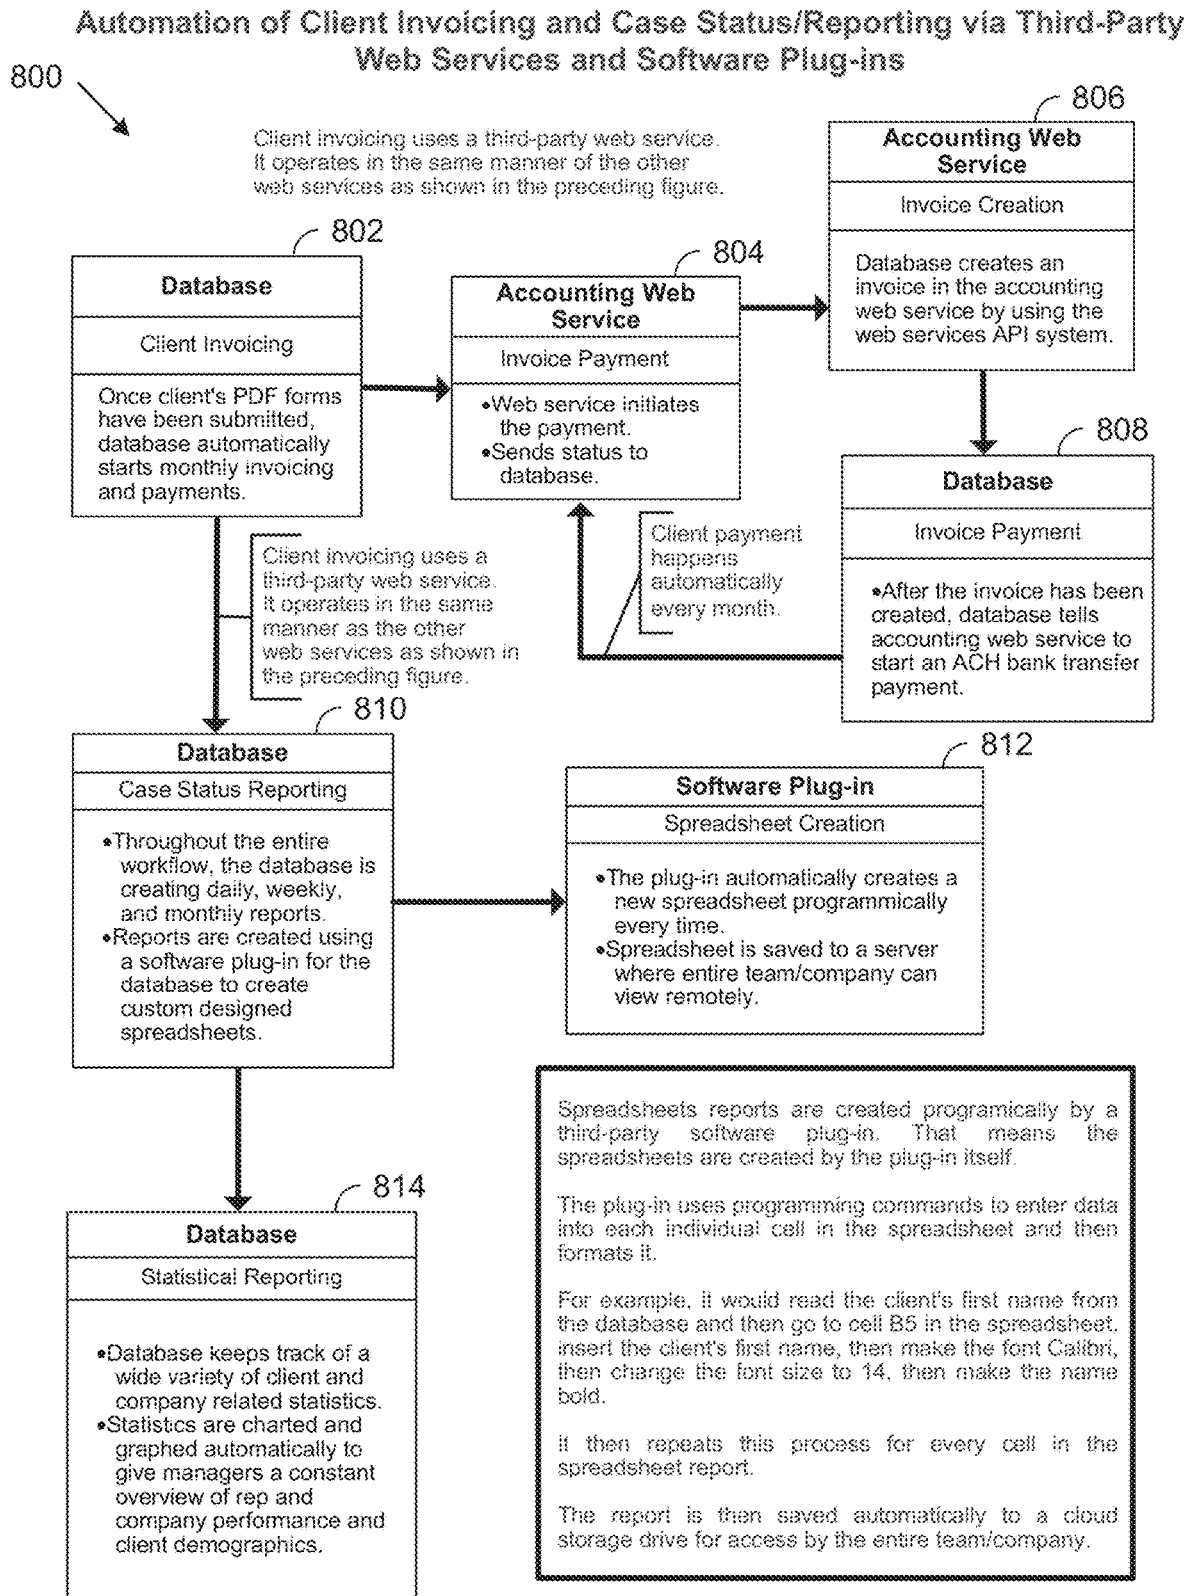 Automation of Client Invoicing and Case Status/Reporting via Third-Party
Web Services and Software Plug-ins
800
Client invoicing uses a third-party web service.
It operates in the same manner of the other
web services as shown in the preceding figure.
806
Accounting Web
Service
Invoice Creation
Database creates an
invoice in the accounting
web service by using the
web services API system.
802
Database
Client Invoicing
Once client's PDF forms
have been submitted,
database automatically
starts monthly invoicing
and payments.
804
Accounting Web
Service
Invoice Payment
•Web service initiates
the payment.
•Sends status to
database.
808
Database
Invoice Payment
•After the invoice has been
created, database tells
accounting web service to
start an ACH bank transfer
payment.
Client payment
happens
automatically
every month.
Client invoicing uses a
third-party web service.
It operates in the same
manner as the other
web services as shown in
the preceding figure.
810
Database
Case Status Reporting
•Throughout the entire
workflow, the database is
creating daily, weekly,
and monthly reports.
•Reports are created using
a software plug-in for the
database to create
custom designed
spreadsheets.
812
Software Plug-in
Spreadsheet Creation
•The plug-in automatically creates a
new spreadsheet programmically
every time.
•Spreadsheet is saved to a server
where entire team/company can
view remotely.
814
Database
Statistical Reporting
•Database keeps track of a
wide variety of client and
company related statistics.
•Statistics are charted and
graphed automatically to
give managers a constant
overview of rep and
company performance and
client demographics.
Spreadsheets reports are created programically by a
third-party software plug-in. That means the
spreadsheets are created by the plug-in itself.
The plug-in uses programming commands to enter data
into each individual cell in the spreadsheet and then
formats it.
For example, it would read the client's first name from
the database and then go to cell B5 in the spreadsheet,
insert the client's first name, then make the font Calibri,
then change the font size to 14, then make the name
bold.
It then repeats this process for every cell in the
spreadsheet report.
The report is then saved automatically to a cloud
storage drive for access by the entire team/company.